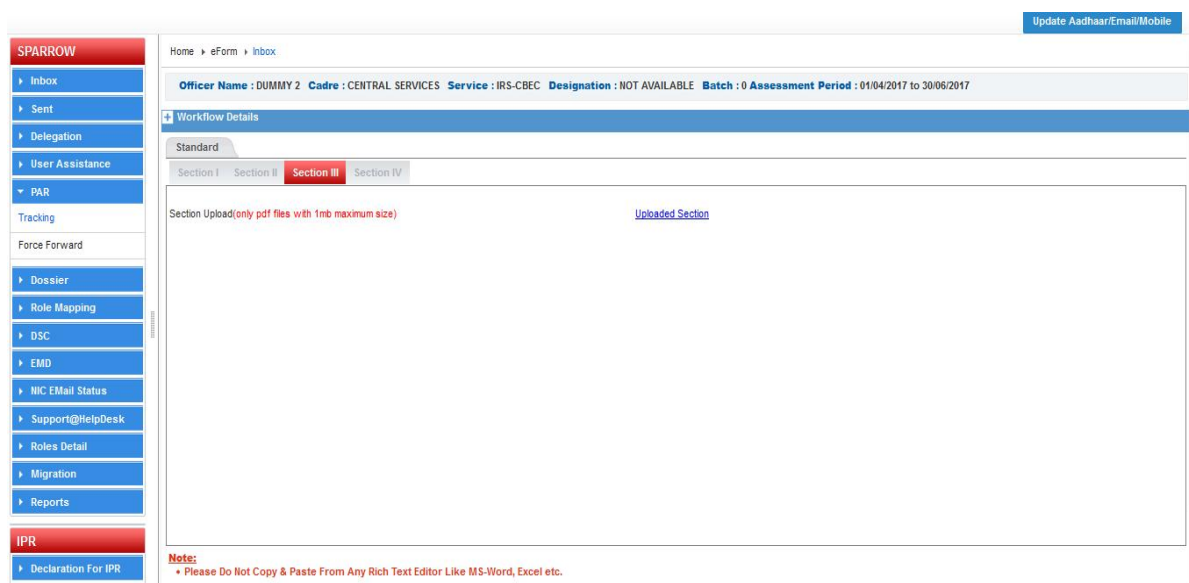 Update Aadhaar/Email/Mobile
SPARROW
Inbox
Sent
Delegation
User Assistance
PAR
Tracking
Force Forward
Dossier
Role Mapping
DSC
EMD
NIC EMail Status
Support@HelpDesk
Roles Detail
Migration
Reports
IPR
Declaration For IPR
Home eForm Inbox
Officer Name : DUMMY 2 Cadre : CENTRAL SERVICES Service : IRS-CBEC Designation : NOT AVAILABLE Batch : 0 Assessment Period : 01/04/2017 to 30/06/2017
+ Workflow Details
Standard
Section I Section II Section III Section IV
Section Upload(only pdf files with 1mb maximum size) Uploaded Section
Note:
• Please Do Not Copy & Paste From Any Rich Text Editor Like MS-Word, Excel etc.